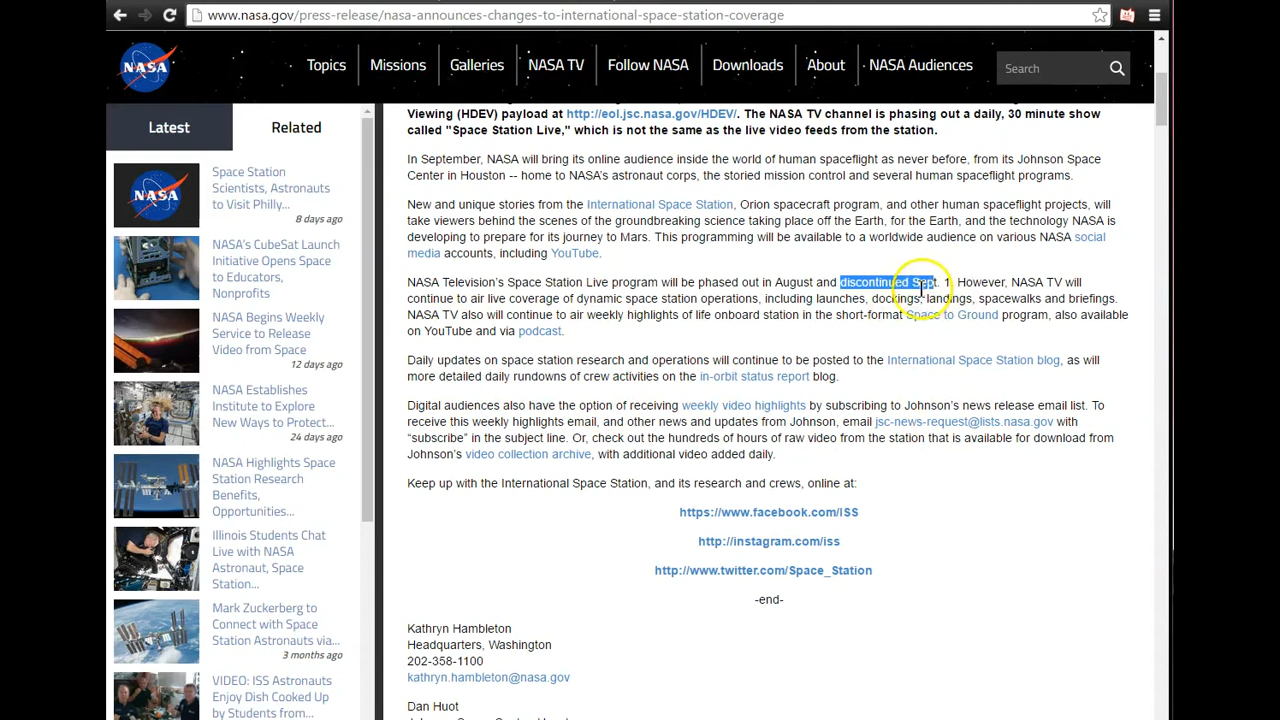 www.nasa.gov/press-release/nasa-announces-changes-to-international-space-station-coverage
NASA
Topics
Missions
Galleries
NASA TV
Follow NASA
Downloads
About
NASA Audiences
Search
Latest
Related
NASA
Space Station
Scientists, Astronauts
to Visit Philly...
8 days ago
NASA's CubeSat Launch
Initiative Opens Space
to Educators,
Nonprofits
NASA Begins Weekly
Service to Render
Video from Space
12 days ago
NASA Establishes
Institute to Explore
New Ways to Protect...
24 days ago
NASA Highlights Space
Station Research
Benefits,
Opportunities...
Illinois Students Chat
Live with NASA
Astronaut, Space
Station...
Mark Zuckerberg to
Connect with Space
Station Astronauts via...
3 months ago
VIDEO: ISS Astronauts
Enjoy Dish Cooked Up
by Students from...
Viewing (HDEV) payload at http://eol.jsc.nasa.gov/HDEV/. The NASA TV channel is phasing out a daily, 30 minute show
called "Space Station Live," which is not the same as the live video feeds from the station.
In September, NASA will bring its online audience inside the world of human spaceflight as never before, from its Johnson Space
Center in Houston -- home to NASA's astronaut corps, the storied mission control and several human spaceflight programs.
New and unique stories from the International Space Station, Orion spacecraft program, and other human spaceflight projects, will
take viewers behind the scenes of the groundbreaking science taking place off the Earth, for the Earth, and the technology NASA is
developing to prepare for its journey to Mars. This programming will be available to a worldwide audience on various NASA social
media accounts, including YouTube.
NASA Television's Space Station Live program will be phased out in August and discontinued Sept. 1. However, NASA TV will
continue to air live coverage of dynamic space station operations, including launches, dockings, landings, spacewalks and briefings.
NASA TV also will continue to air weekly highlights of life onboard station in the short-format Space to Ground program, also available
on YouTube and via podcast.
Daily updates on space station research and operations will continue to be posted to the International Space Station blog, as will
more detailed daily rundowns of crew activities on the in-orbit status report blog.
Digital audiences also have the option of receiving weekly video highlights by subscribing to Johnson's news release email list. To
receive this weekly highlights email, and other news and updates from Johnson, email jsc-news-request@lists.nasa.gov with
“subscribe” in the subject line. Or, check out the hundreds of hours of raw video from the station that is available for download from
Johnson's video collection archive, with additional video added daily.
Keep up with the International Space Station, and its research and crews, online at:
https://www.facebook.com/ISS
http://instagram.com/iss
http://www.twitter.com/Space_Station
-end-
Kathryn Hambleton
Headquarters, Washington
202-358-1100
kathryn.hambleton@nasa.gov
Dan Huot